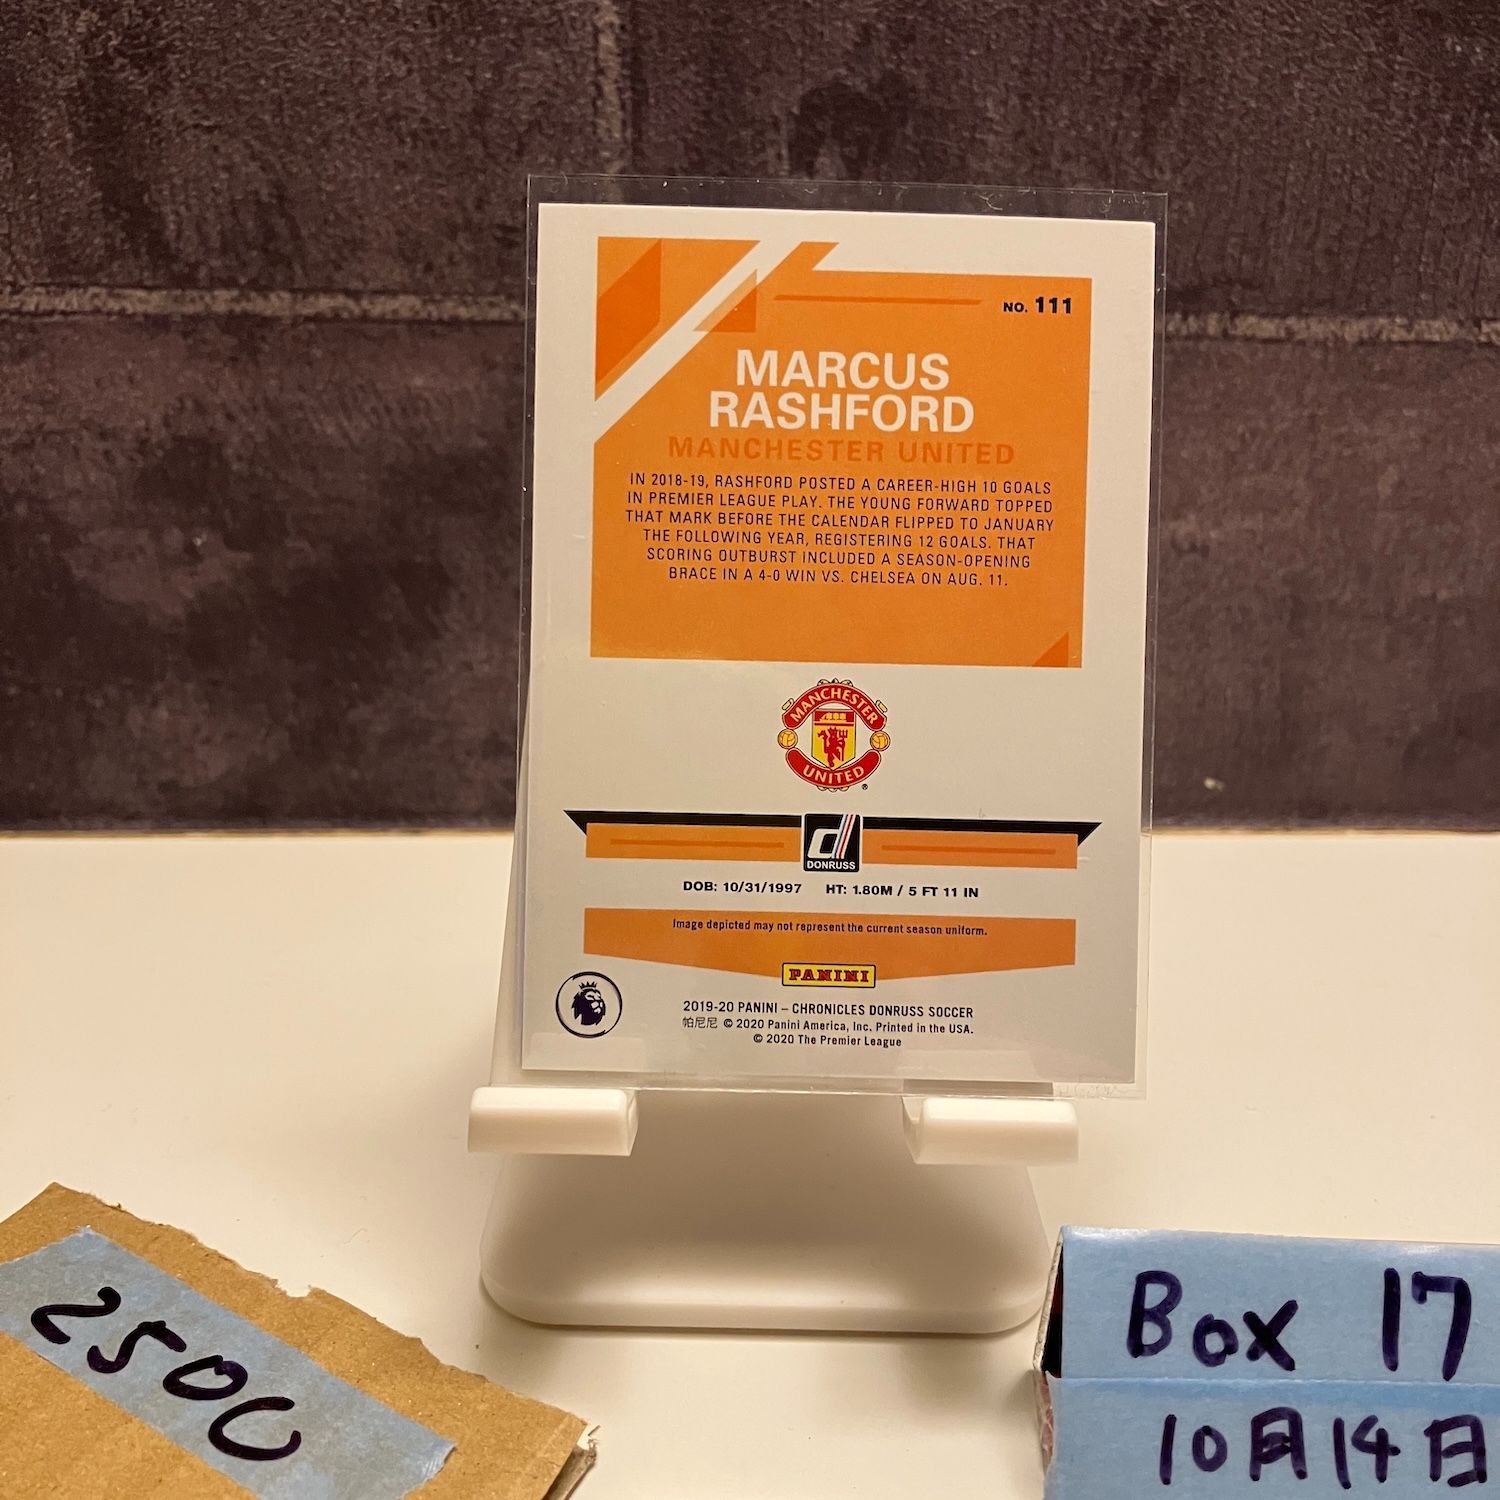 NO. 111
MARCUS
RASHFORD
MANCHESTER UNITED
IN 2018-19, RASHFORD POSTED A CAREER-HIGH 10 GOALS
IN PREMIER LEAGUE PLAY. THE YOUNG FORWARD TOPPED
THAT MARK BEFORE THE CALENDAR FLIPPED TO JANUARY
THE FOLLOWING YEAR, REGISTERING 12 GOALS. THAT
SCORING OUTBURST INCLUDED A SEASON-OPENING
BRACE IN A 4-0 WIN VS. CHELSEA ON AUG. 11.
MANCHESTER
UNITED
®
d
DONRUSS
DOB: 10/31/1997 HT: 1.80M / 5 FT 11 IN
Image depicted may not represent the current season uniform.
PANINI
2019-20 PANINI – CHRONICLES DONRUSS SOCCER
帕尼尼 © 2020 Panini America, Inc. Printed in the USA.
© 2020 The Premier League
2500
Box 17
10月14日